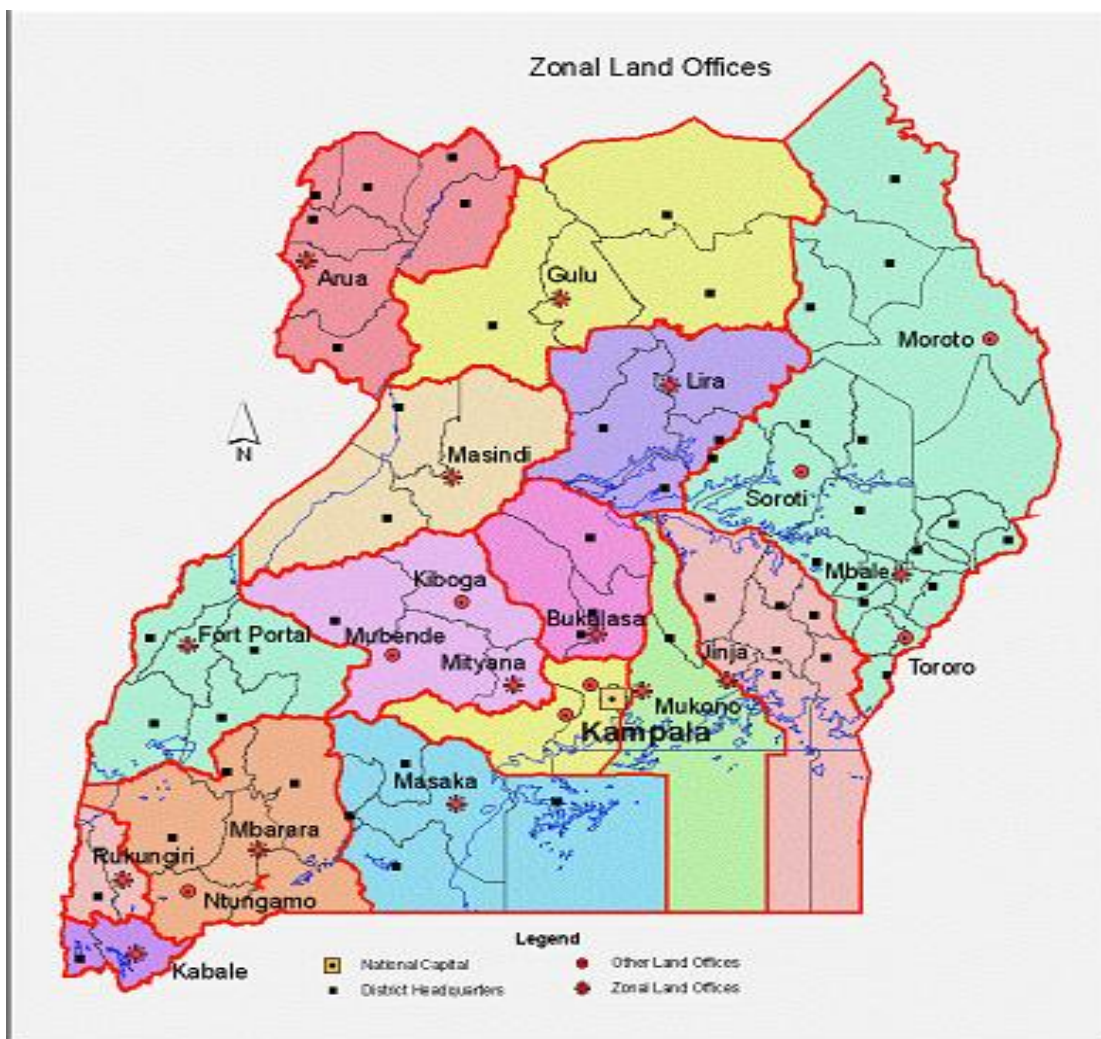 Zonal Land Offices
Arua
Gulu
Moroto
Lira
Masindi
Soroti
N
Mbale
Kiboga
Bukalasa
Fort Portal
Mubende
Jinja
Mityana
Tororo
Mukono
Kampala
Masaka
Mbarara
Rukungiri
Ntungamo
Kabale
Legend
National Capital
Other Land Offices
District Headquarters
Zonal Land Offices